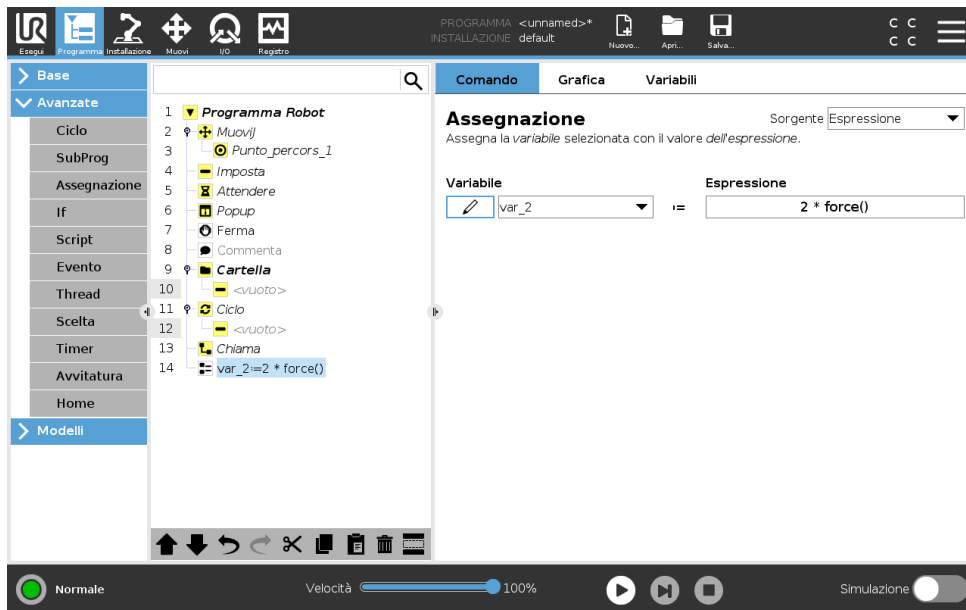 PROGRAMMA <unnamed>*
INSTALLAZIONE default
Esegui
Programma
Installazione
Muovi
I/O
Registro
Nuovo...
Apri...
Salva...
C C
C C
Base
Avanzate
Ciclo
SubProg
Assegnazione
If
Script
Evento
Thread
Scelta
Timer
Avvitatura
Home
Modelli
1 Programma Robot
2 MuoviJ
3 Punto_percors_1
4 Imposta
5 Attendere
6 Popup
7 Ferma
8 Commenta
9 Cartella
10 <vuoto>
11 Ciclo
12 <vuoto>
13 Chiama
14 var_2:=2 * force()
Comando
Grafica
Variabili
Assegnazione
Sorgente Espressione
Assegna la variabile selezionata con il valore dell'espressione.
Variabile
Espressione
var_2 := 2 * force()
Normale
Velocità 100%
Simulazione